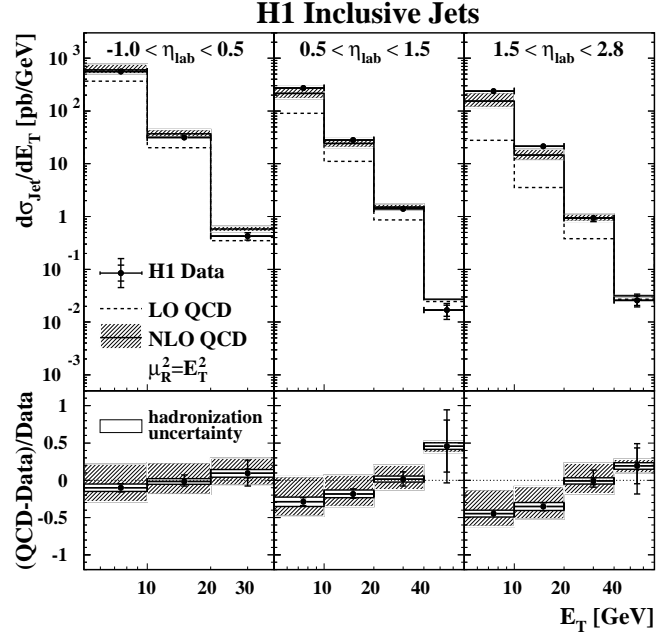 H1 Inclusive Jets
-1.0 < η_lab < 0.5
0.5 < η_lab < 1.5
1.5 < η_lab < 2.8
dσ_Jet/dE_T [pb/GeV]
10^3
10^2
10
1
10^-1
10^-2
10^-3
H1 Data
LO QCD
NLO QCD
μ_R^2=E_T^2
(QCD-Data)/Data
1
0.5
0
-0.5
-1
hadronization
uncertainty
10 20 30 10 20 40 10 20 40
E_T [GeV]